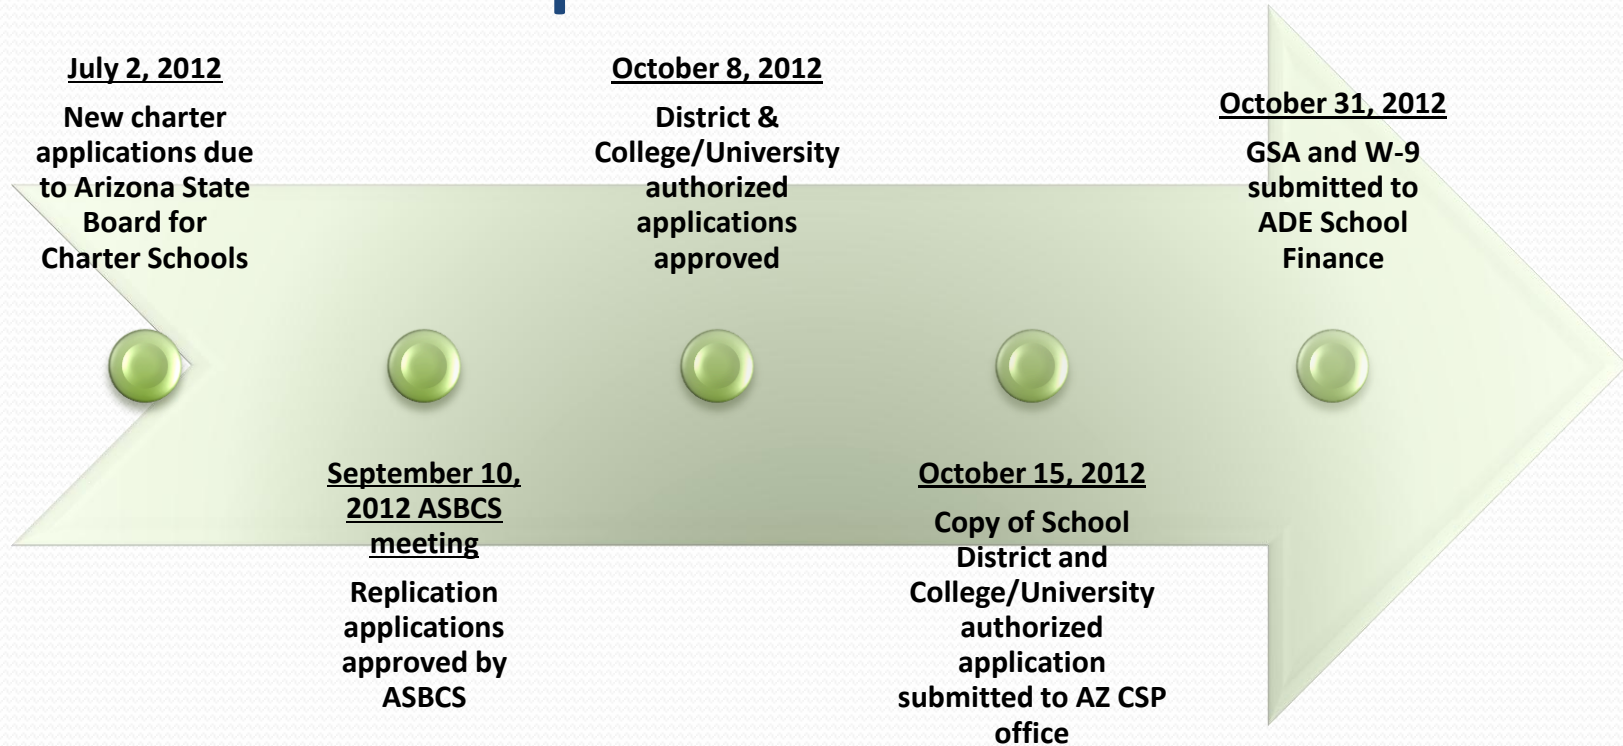 July 2, 2012
New charter
applications due
to Arizona State
Board for
Charter Schools
September 10,
2012 ASBCS
meeting
Replication
applications
approved by
ASBCS
October 8, 2012
District &
College/University
authorized
applications
approved
October 15, 2012
Copy of School
District and
College/University
authorized
application
submitted to AZ CSP
office
October 31, 2012
GSA and W-9
submitted to
ADE School
Finance